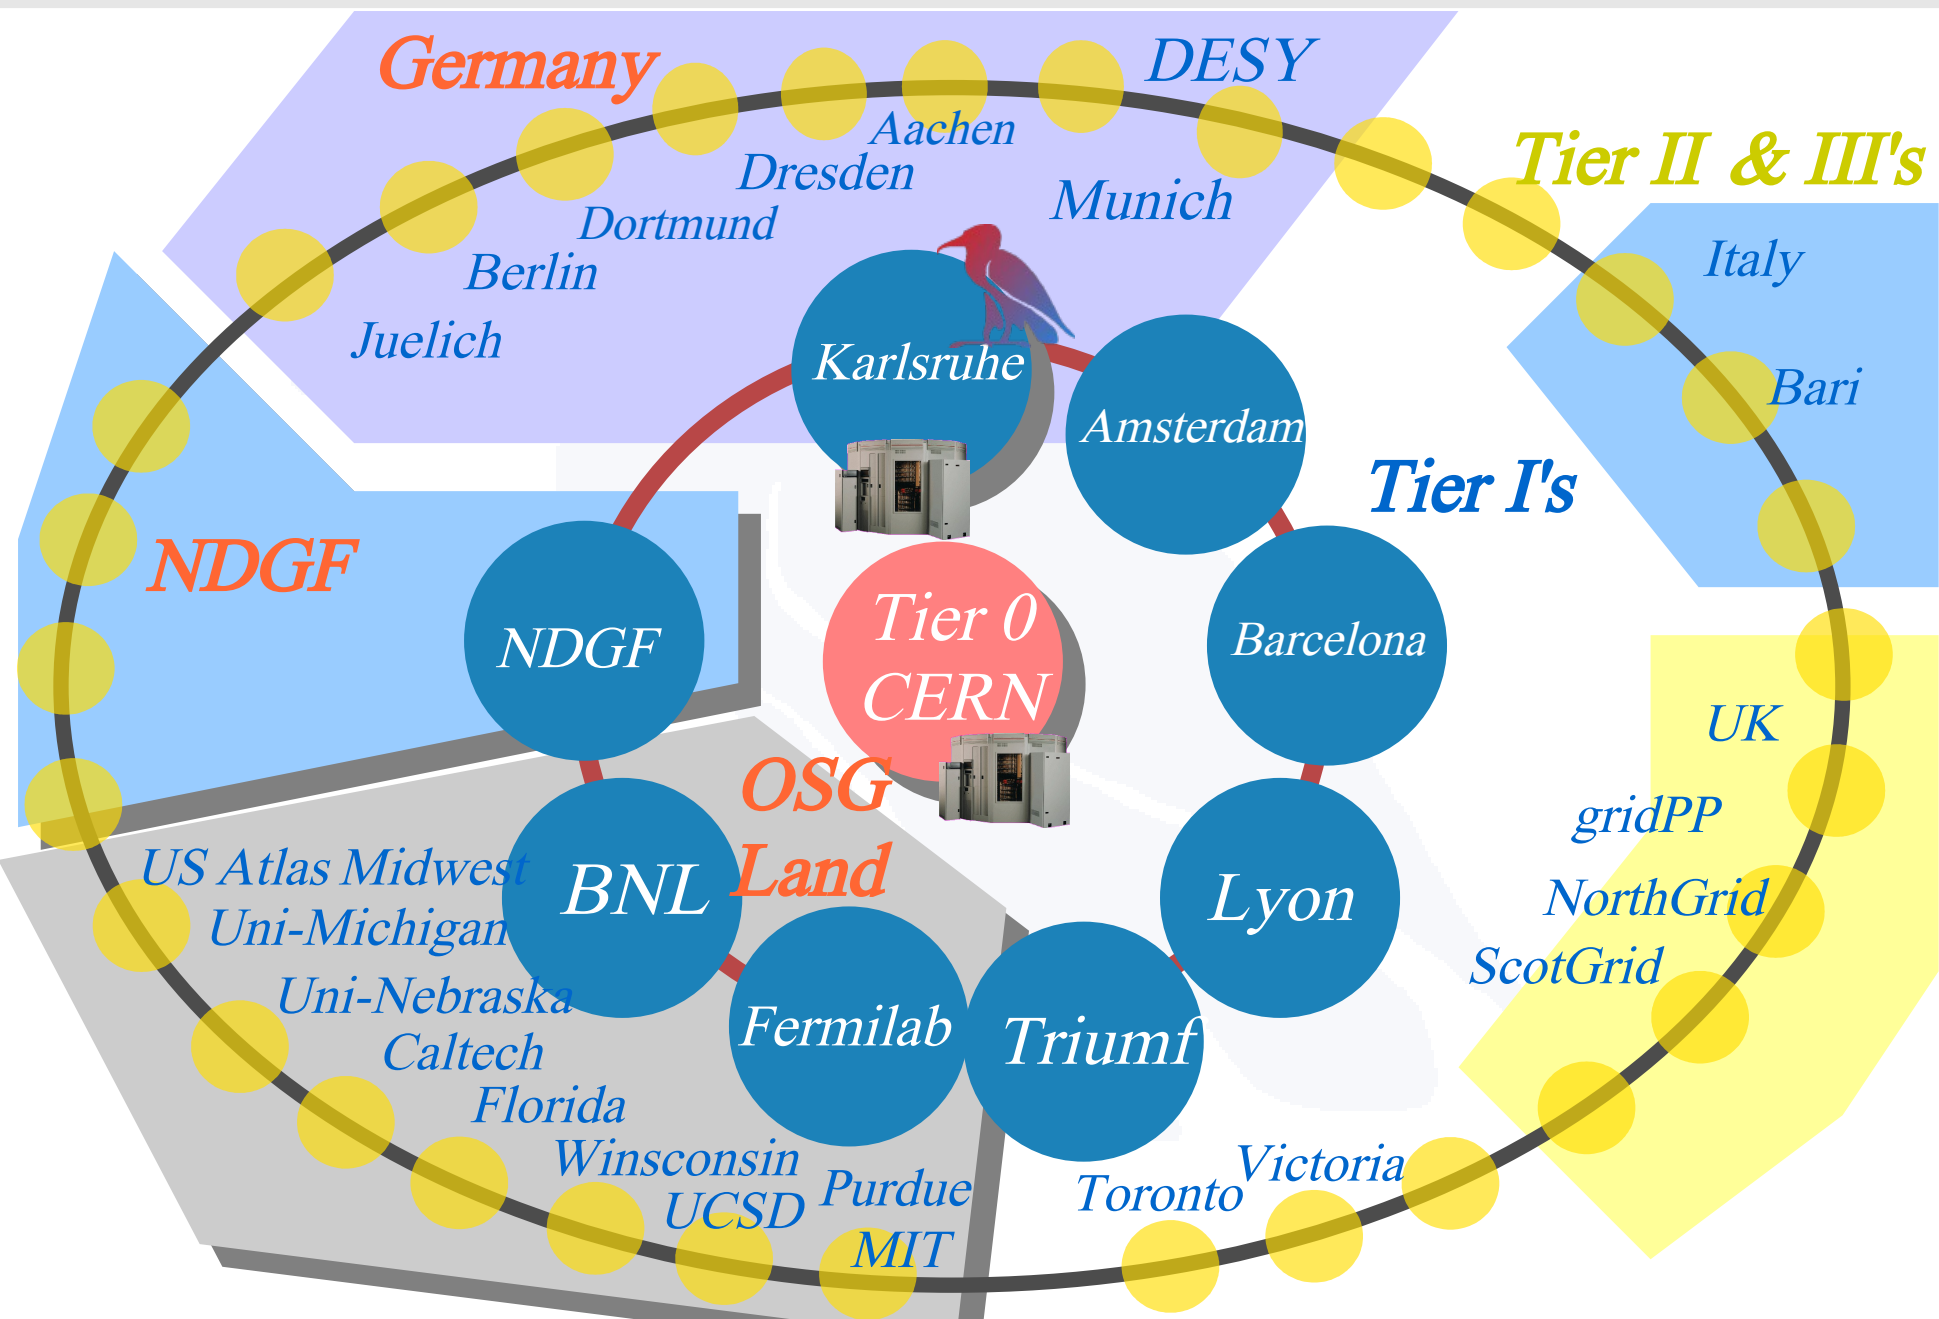 Germany
DESY
Aachen
Tier II & III's
Dresden
Munich
Dortmund
Italy
Berlin
Juelich
Karlsruhe
Bari
Amsterdam
Tier I's
NDGF
Tier 0
CERN
NDGF
Barcelona
UK
OSG
Land
gridPP
US Atlas Midwest
BNL
Lyon
NorthGrid
Uni-Michigan
ScotGrid
Uni-Nebraska
Fermilab
Triumf
Caltech
Florida
Winsconsin
Victoria
Purdue
Toronto
UCSD
MIT